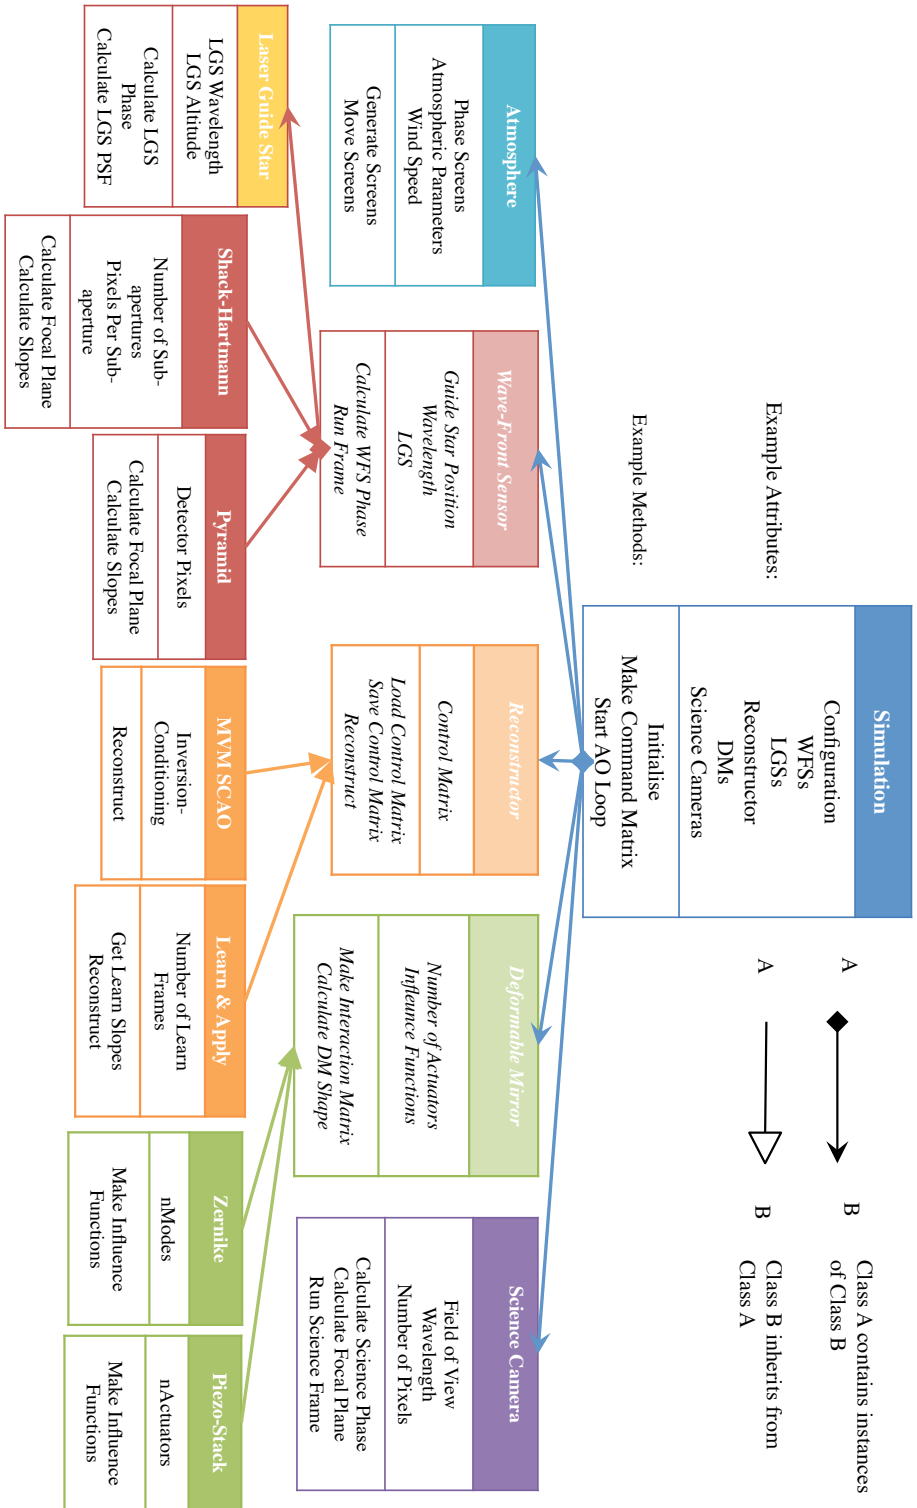 Simulation
Example Attributes:
Configuration
WFSs
LGSs
Reconstructor
DMs
Science Cameras
Example Methods:
Initialise
Make Command Matrix
Start AO Loop
A
B
Class A contains instances
of Class B
A
B
Class B inherits from
Class A
Atmosphere
Phase Screens
Atmospheric Parameters
Wind Speed
Generate Screens
Move Screens
Wave-Front Sensor
Guide Star Position
Wavelength
LGS
Calculate WFS Phase
Run Frame
Reconstructor
Control Matrix
Load Control Matrix
Save Control Matrix
Reconstruct
Deformable Mirror
Number of Actuators
Infleunce Functions
Make Interaction Matrix
Calculate DM Shape
Science Camera
Field of View
Wavelength
Number of Pixels
Calculate Science Phase
Calculate Focal Plane
Run Science Frame
Laser Guide Star
LGS Wavelength
LGS Altitude
Calculate LGS
Phase
Calculate LGS PSF
Shack-Hartmann
Number of Sub-
apertures
Pixels Per Sub-
aperture
Calculate Focal Plane
Calculate Slopes
Pyramid
Detector Pixels
Calculate Focal Plane
Calculate Slopes
MVM SCAO
Inversion-
Conditioning
Reconstruct
Learn & Apply
Number of Learn
Frames
Get Learn Slopes
Reconstruct
Zernike
nModes
Make Influence
Functions
Piezo-Stack
nActuators
Make Influence
Functions